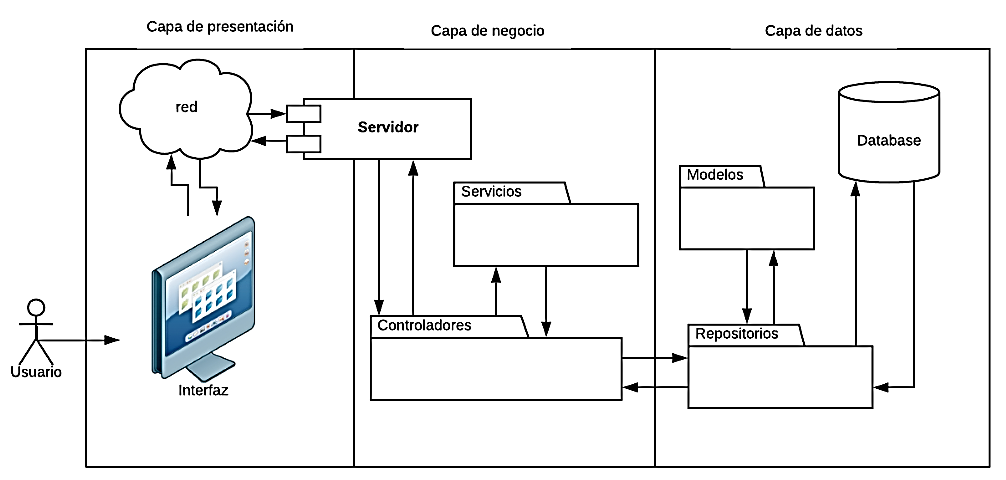 Capa de presentación
Capa de negocio
Capa de datos
red
Servidor
Database
Servicios
Modelos
Controladores
Repositorios
Usuario
Interfaz